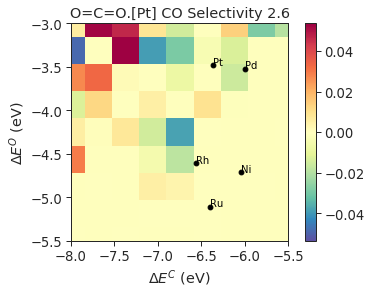 O=C=O.[Pt] CO Selectivity 2.6
−3.0
−3.5
−4.0
−4.5
−5.0
−5.5
ΔE^O (eV)
Pt
Pd
Rh
Ni
Ru
−8.0 −7.5 −7.0 −6.5 −6.0 −5.5
ΔE^C (eV)
0.04
0.02
0.00
−0.02
−0.04